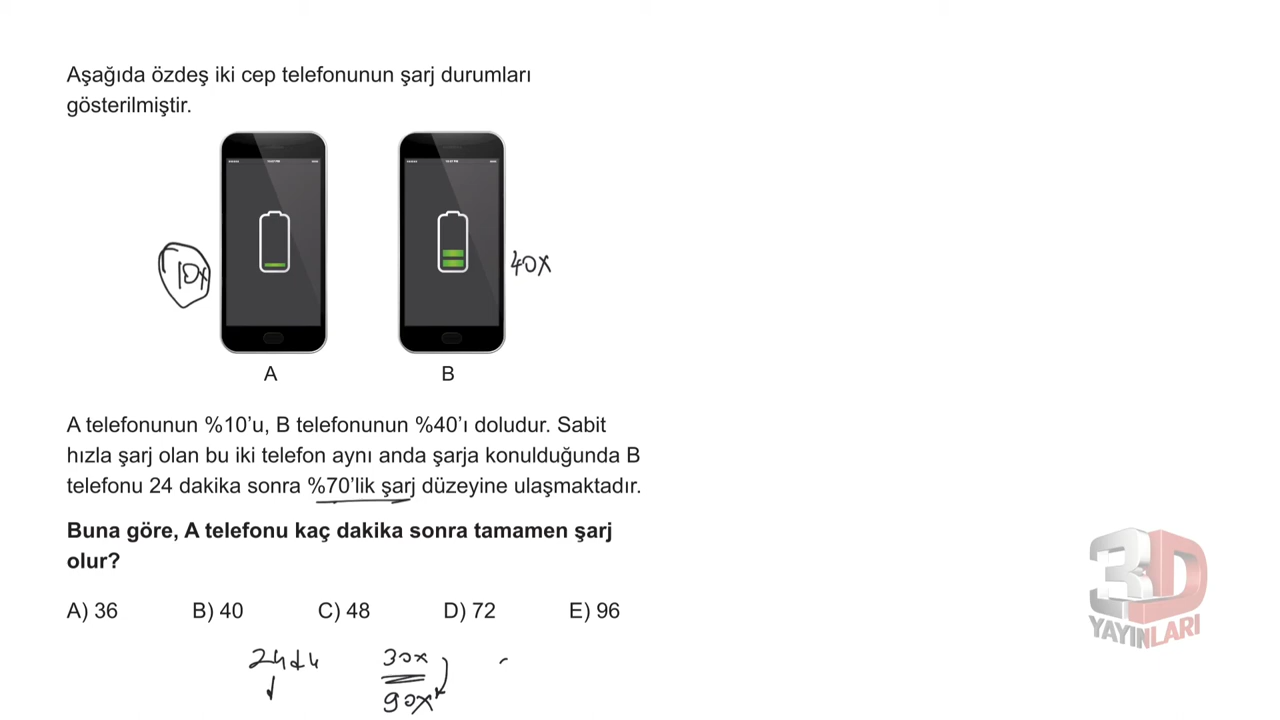 Aşağıda özdeş iki cep telefonunun şarj durumları
gösterilmiştir.
10x
40x
A
B
A telefonunun %10'u, B telefonunun %40'ı doludur. Sabit
hızla şarj olan bu iki telefon aynı anda şarja konulduğunda B
telefonu 24 dakika sonra %70'lik şarj düzeyine ulaşmaktadır.
Buna göre, A telefonu kaç dakika sonra tamamen şarj
olur?
A) 36 B) 40 C) 48 D) 72 E) 96
24 dk 30x
90x
3D
YAYINLARI